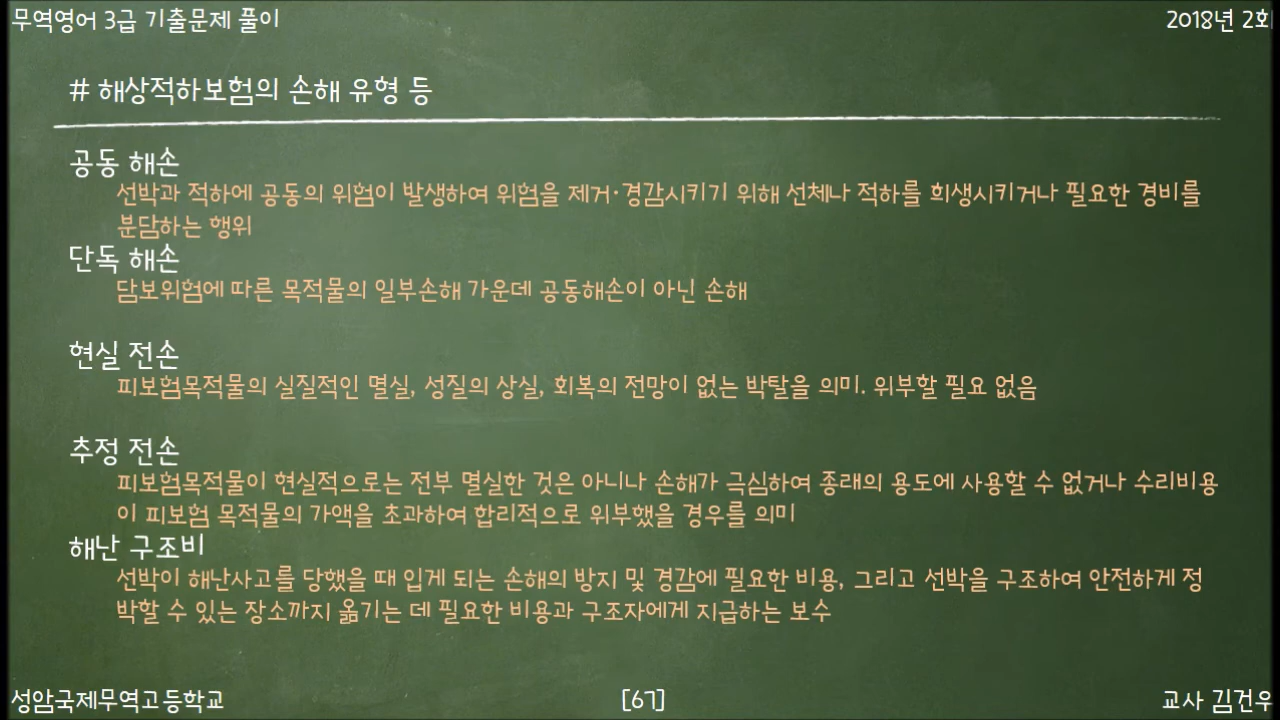 무역영어 3급 기출문제 풀이
2018년 2회
# 해상적하보험의 손해 유형 등
공동 해손
선박과 적하에 공동의 위험이 발생하여 위험을 제거·경감시키기 위해 선체나 적하를 희생시키거나 필요한 경비를
분담하는 행위
단독 해손
담보위험에 따른 목적물의 일부손해 가운데 공동해손이 아닌 손해
현실 전손
피보험목적물의 실질적인 멸실, 성질의 상실, 회복의 전망이 없는 박탈을 의미. 위부할 필요 없음
추정 전손
피보험목적물이 현실적으로는 전부 멸실한 것은 아니나 손해가 극심하여 종래의 용도에 사용할 수 없거나 수리비용
이 피보험 목적물의 가액을 초과하여 합리적으로 위부했을 경우를 의미
해난 구조비
선박이 해난사고를 당했을 때 입게 되는 손해의 방지 및 경감에 필요한 비용, 그리고 선박을 구조하여 안전하게 정
박할 수 있는 장소까지 옮기는 데 필요한 비용과 구조자에게 지급하는 보수
성암국제무역고등학교
[67]
교사 김건우